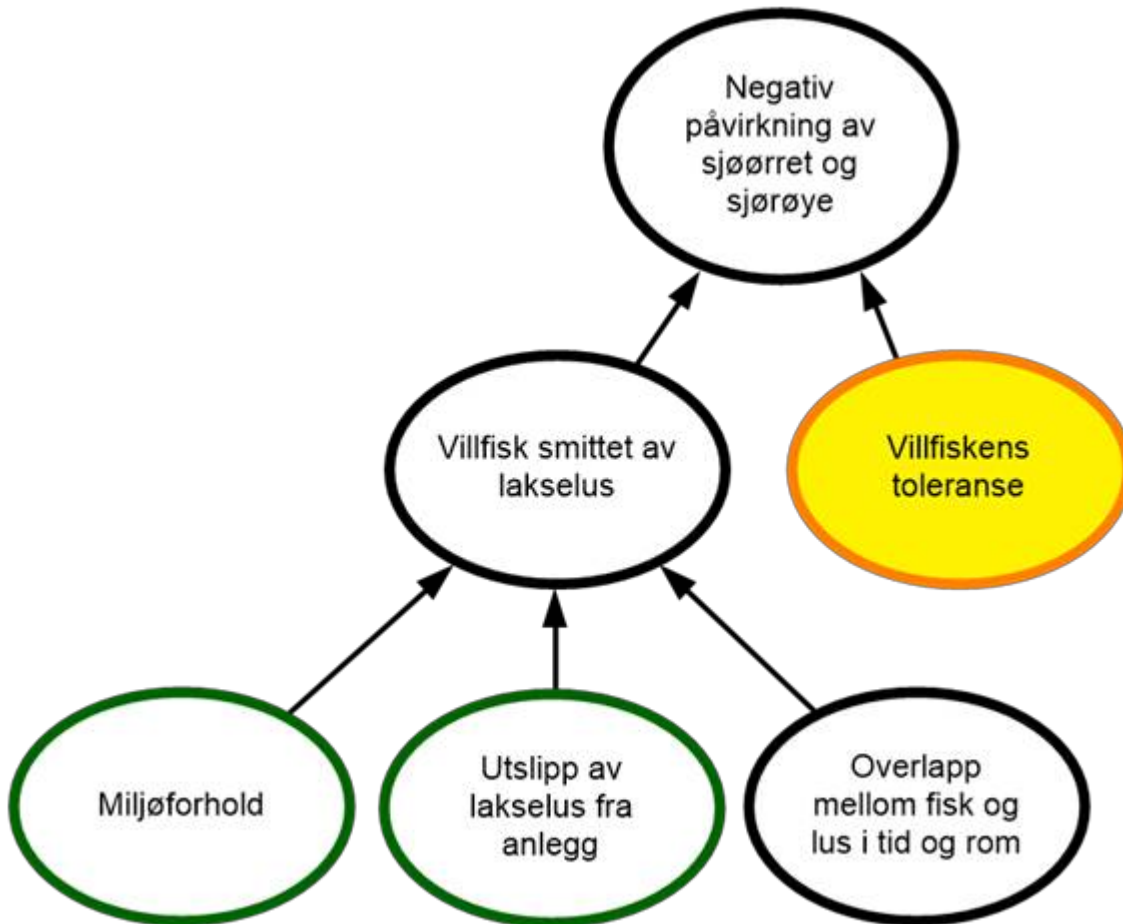 Negativ
påvirkning av
sjøørret og
sjørøye
Villfisk smittet av
lakselus
Villfiskens
toleranse
Miljøforhold
Utslipp av
lakselus fra
anlegg
Overlapp
mellom fisk og
lus i tid og rom